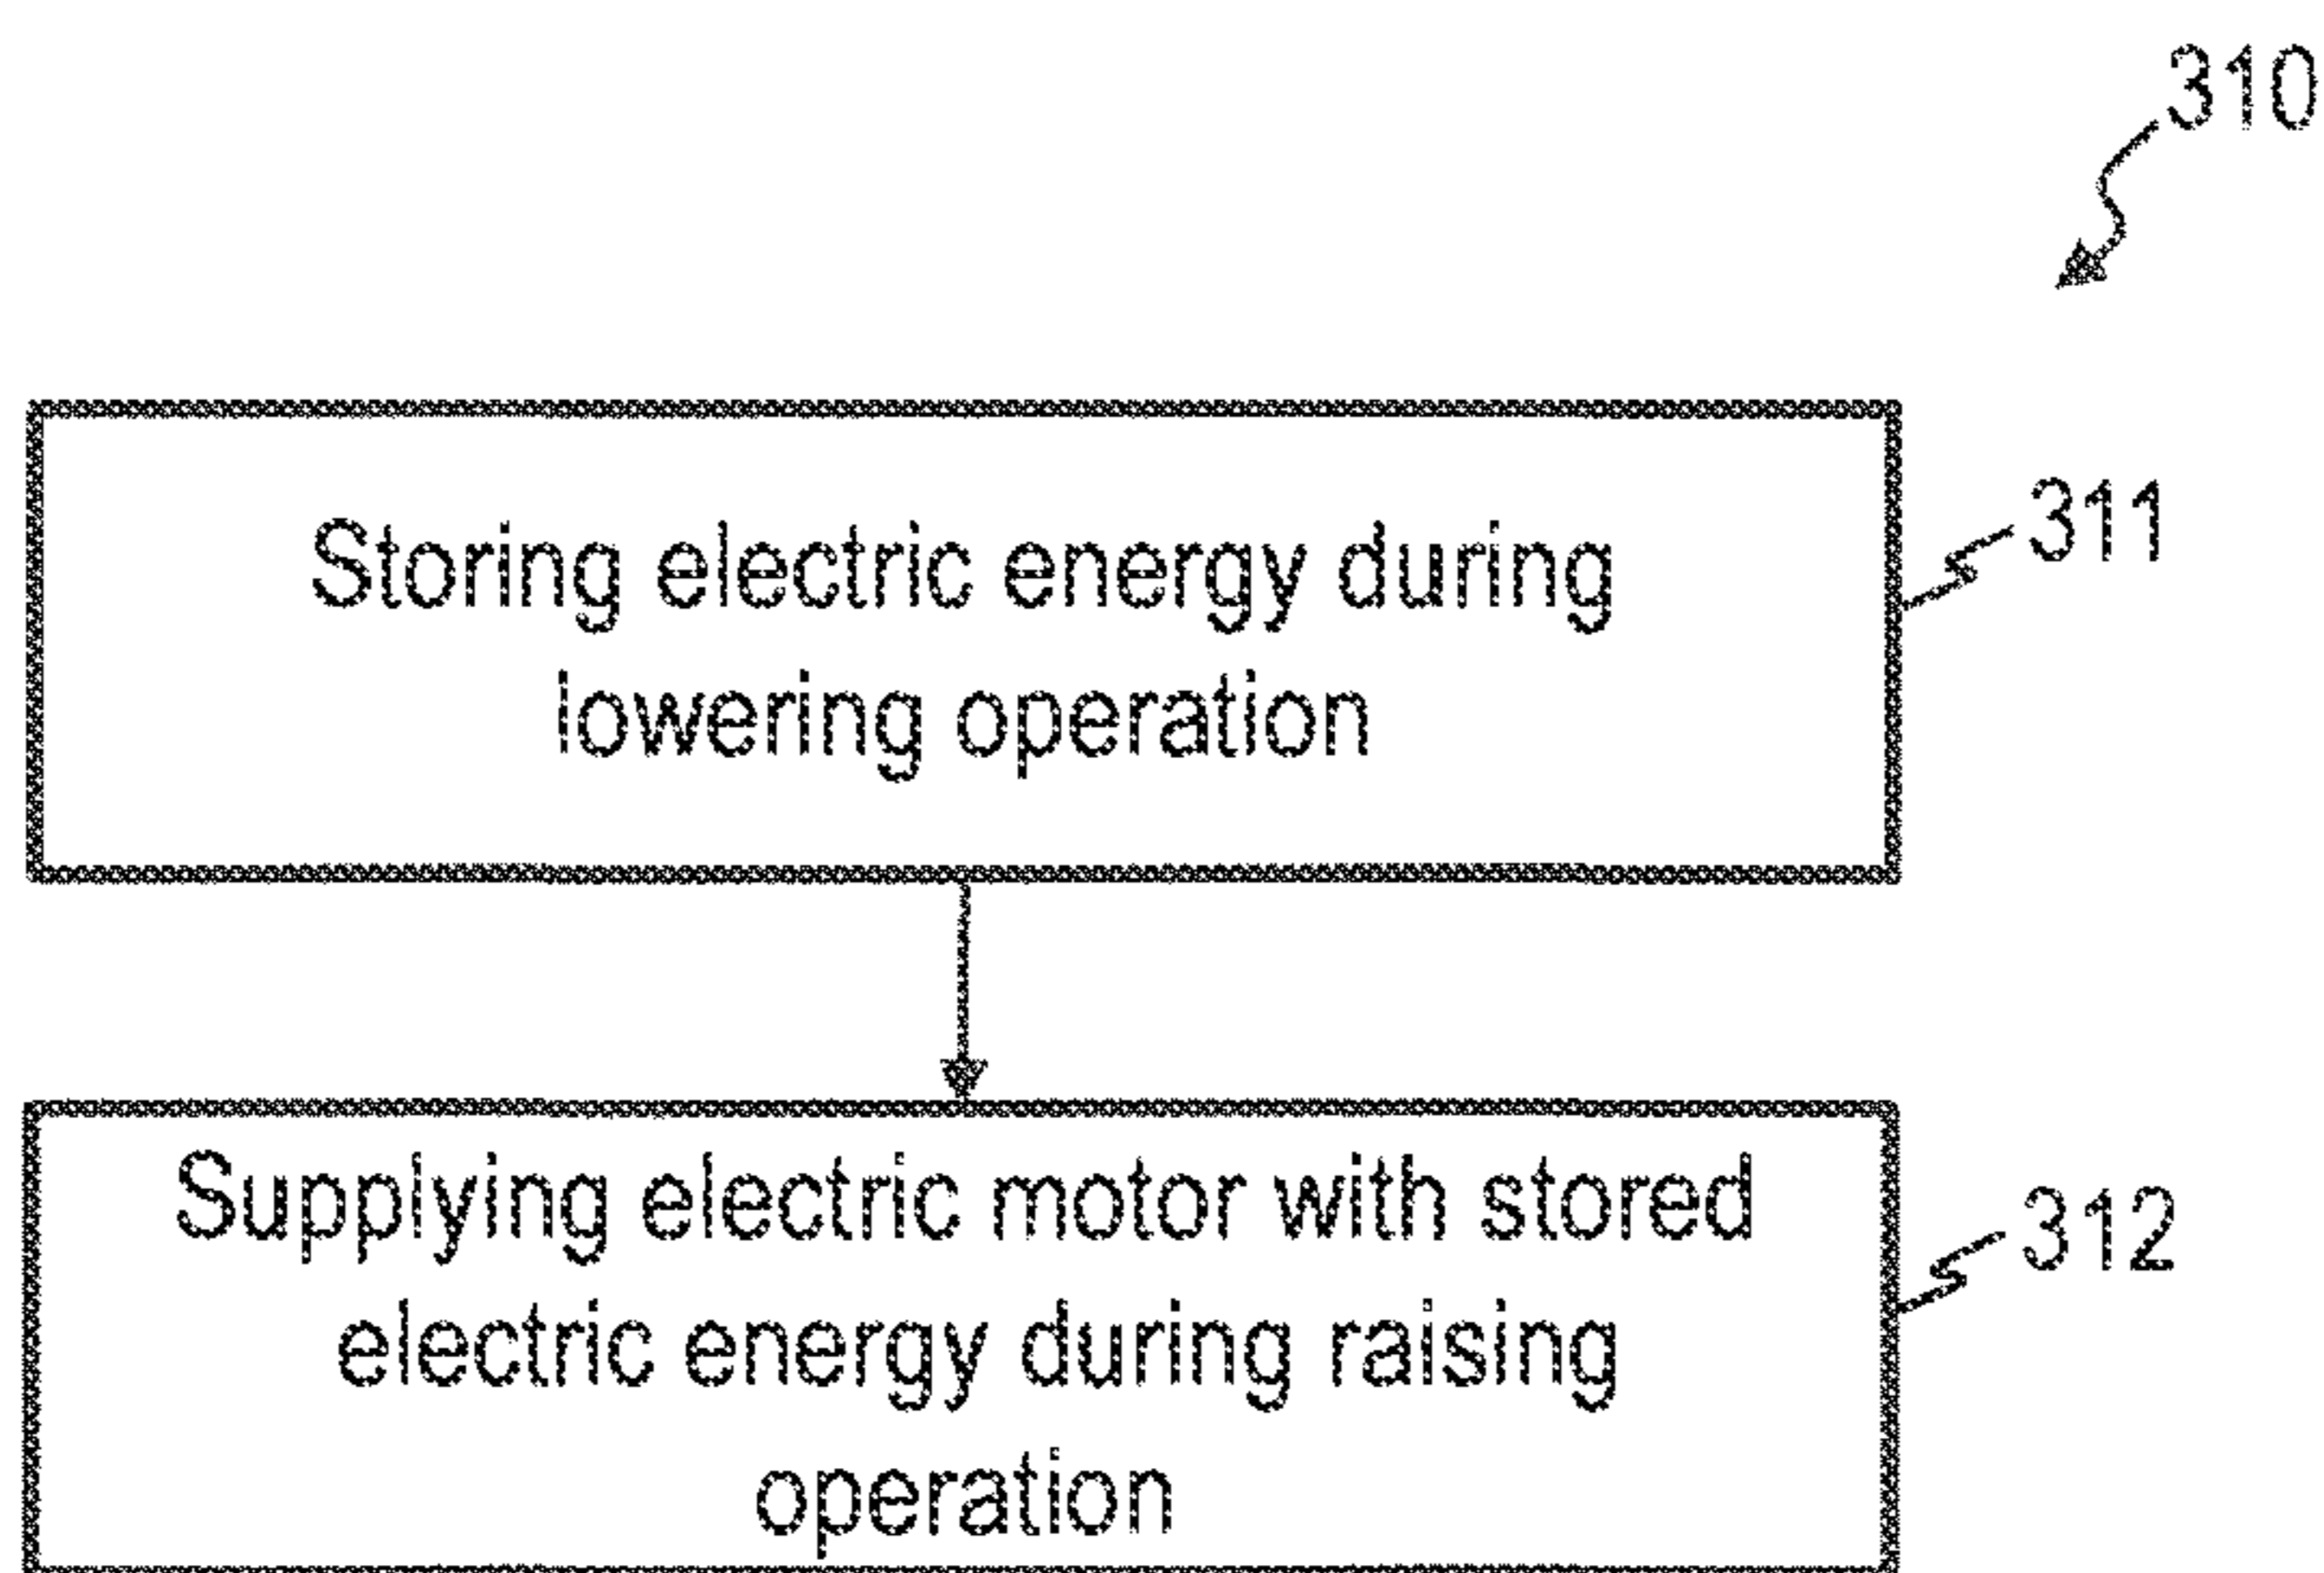 310
Storing electric energy during
lowering operation
311
Supplying electric motor with stored
electric energy during raising
operation
312